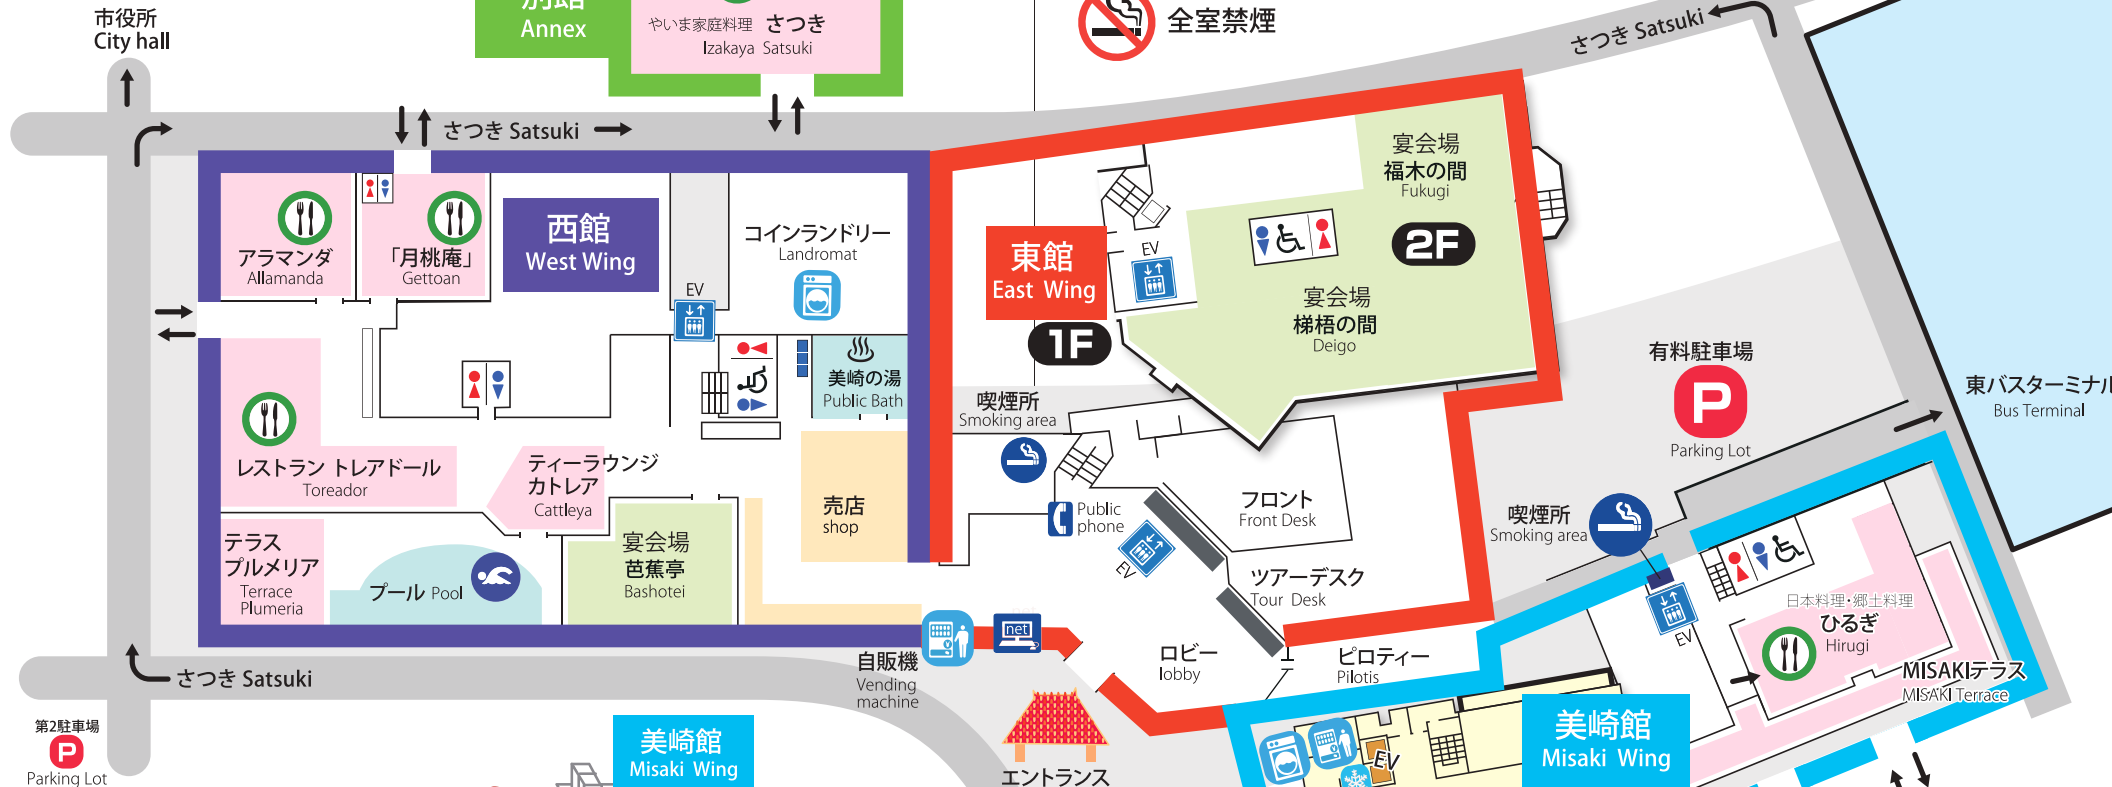 市役所
City hall
別館
Annex
やいま家庭料理 さつき
Izakaya Satsuki
全室禁煙
さつき Satsuki
さつき Satsuki
アラマンダ
Allamanda
「月桃庵」
Gettoan
西館
West Wing
コインランドリー
Landromat
EV
美崎の湯
Public Bath
レストラン トレアドール
Toreador
ティーラウンジ
カトレア
Cattleya
売店
shop
テラス
プルメリア
Terrace
Plumeria
プール Pool
宴会場
芭蕉亭
Bashotei
さつき Satsuki
第2駐車場
P
Parking Lot
東館
East Wing
1F
EV
宴会場
福木の間
Fukugi
2F
宴会場
梯梧の間
Deigo
喫煙所
Smoking area
Public
phone
EV
フロント
Front Desk
ツアーデスク
Tour Desk
net
自販機
Vending
machine
ロビー
lobby
ピロティー
Pilotis
エントランス
美崎館
Misaki Wing
有料駐車場
P
Parking Lot
東バスターミナル
Bus Terminal
喫煙所
Smoking area
EV
日本料理・郷土料理
ひるぎ
Hirugi
MISAKIテラス
MISAKI Terrace
EV
美崎館
Misaki Wing